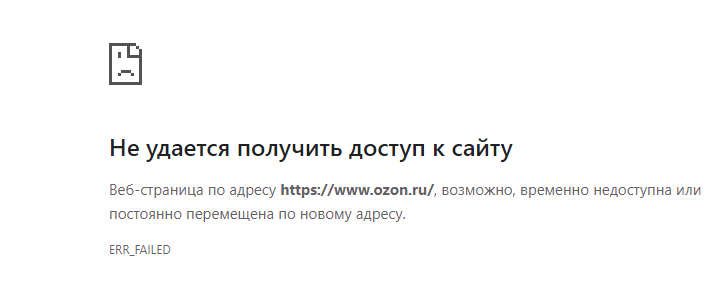 Не удается получить доступ к сайту
Веб-страница по адресу https://www.ozon.ru/, возможно, временно недоступна или
постоянно перемещена по новому адресу.
ERR_FAILED